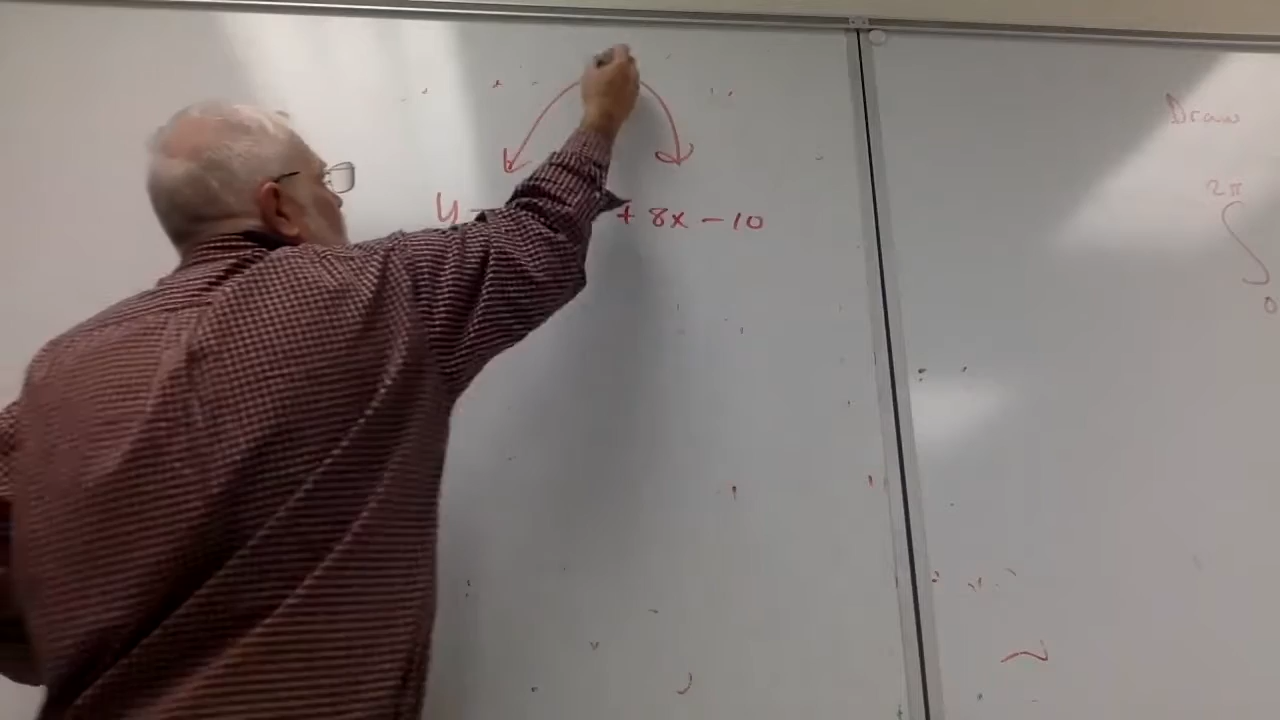 y = + 8x - 10
Draw
2π
∫
0